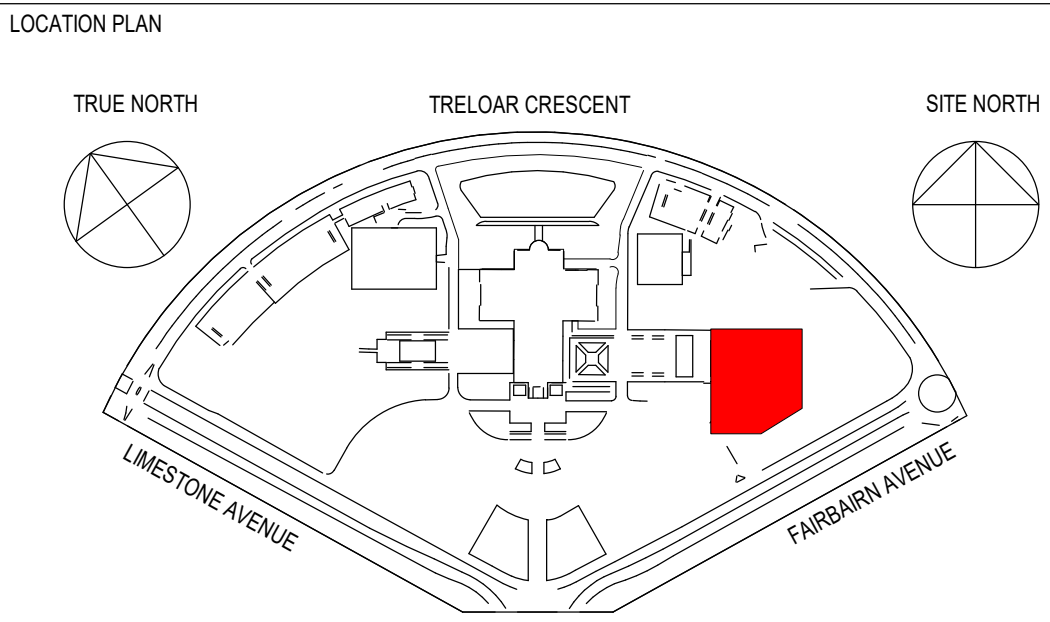 LOCATION PLAN
TRUE NORTH
TRELOAR CRESCENT
SITE NORTH
LIMESTONE AVENUE
FAIRBAIRN AVENUE